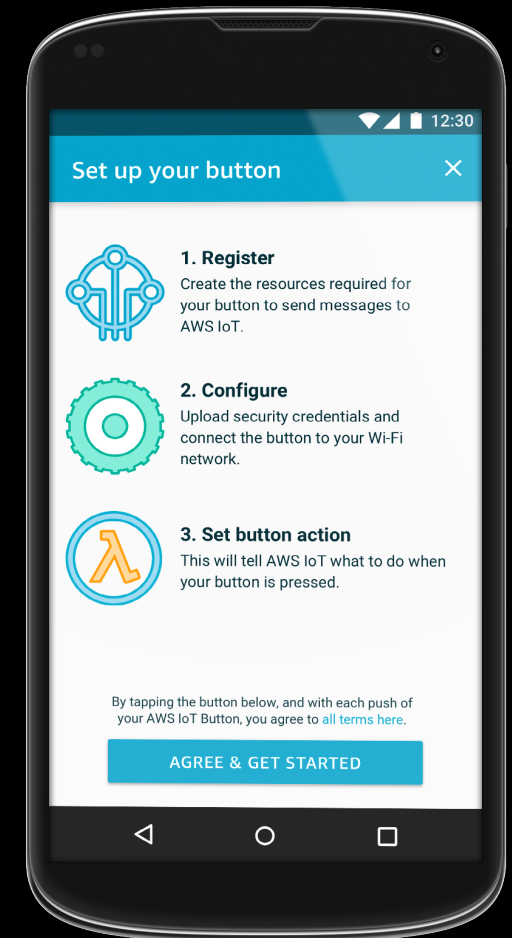 12:30
Set up your button
1. Register
Create the resources required for
your button to send messages to
AWS IoT.
2. Configure
Upload security credentials and
connect the button to your Wi-Fi
network.
3. Set button action
This will tell AWS IoT what to do when
your button is pressed.
By tapping the button below, and with each push of
your AWS IoT Button, you agree to all terms here.
AGREE & GET STARTED